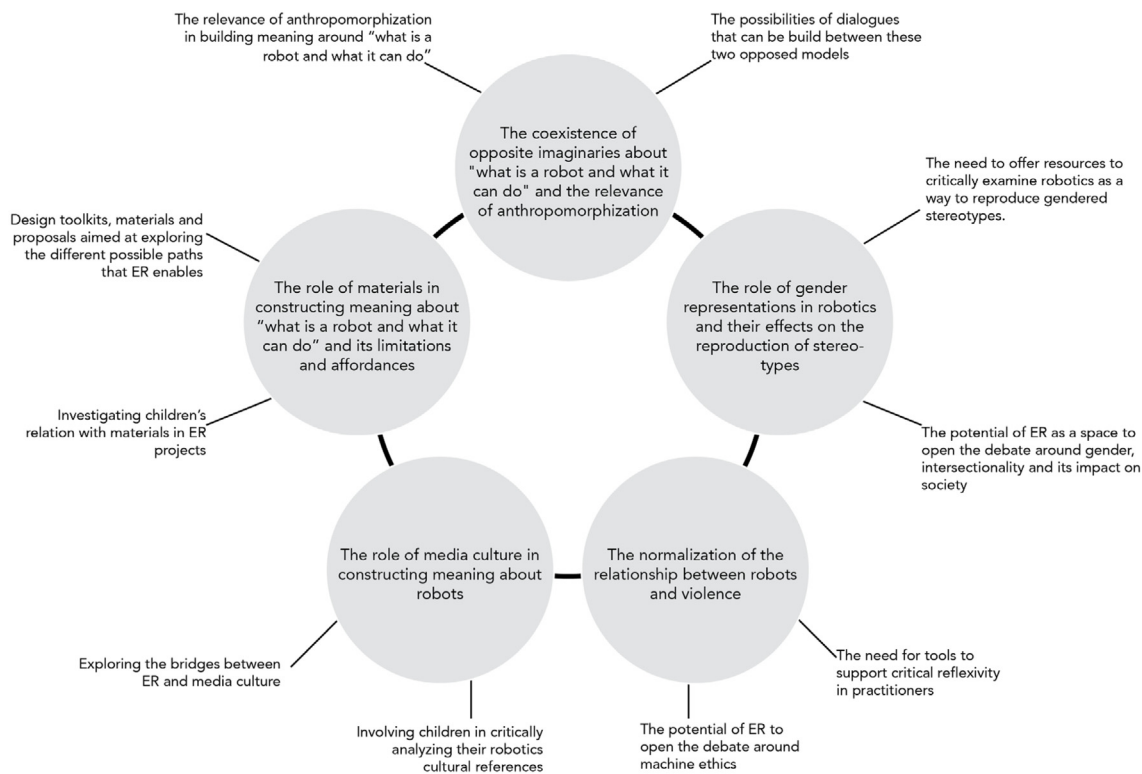 The relevance of anthropomorphization
in building meaning around “what is a
robot and what it can do”
The possibilities of dialogues
that can be build between these
two opposed models
The coexistence of
opposite imaginaries about
"what is a robot and what it
can do" and the relevance
of anthropomorphization
The need to offer resources to
critically examine robotics as a
way to reproduce gendered
stereotypes.
Design toolkits, materials and
proposals aimed at exploring
the different possible paths
that ER enables
The role of materials in
constructing meaning about
“what is a robot and what it
can do” and its limitations
and affordances
The role of gender
representations in robotics
and their effects on the
reproduction of stereo-
types
Investigating children’s
relation with materials in ER
projects
The potential of ER as a space to
open the debate around gender,
intersectionality and its impact on
society
The role of media culture in
constructing meaning about
robots
The normalization of the
relationship between robots
and violence
Exploring the bridges between
ER and media culture
The need for tools to
support critical reflexivity
in practitioners
Involving children in critically
analyzing their robotics
cultural references
The potential of ER to
open the debate around
machine ethics